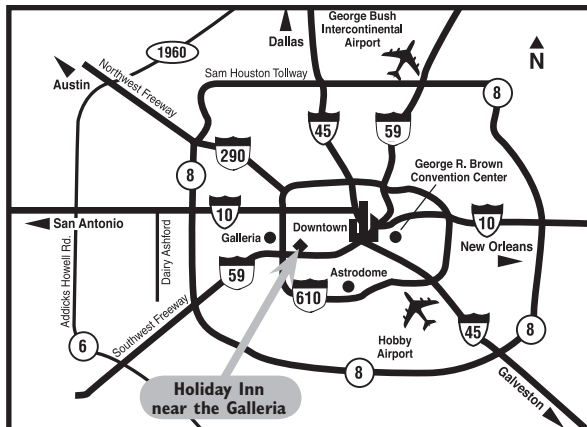 George Bush
Intercontinental
Airport
Dallas
N
1960
Austin
Northwest Freeway
Sam Houston Tollway
8
45
59
290
8
George R. Brown
Convention Center
10
Downtown
10
San Antonio
Galleria
New Orleans
Addicks Howell Rd.
Dairy Ashford
59
Astrodome
610
Southwest Freeway
6
Hobby
Airport
45
8
8
Galveston
Holiday Inn
near the Galleria